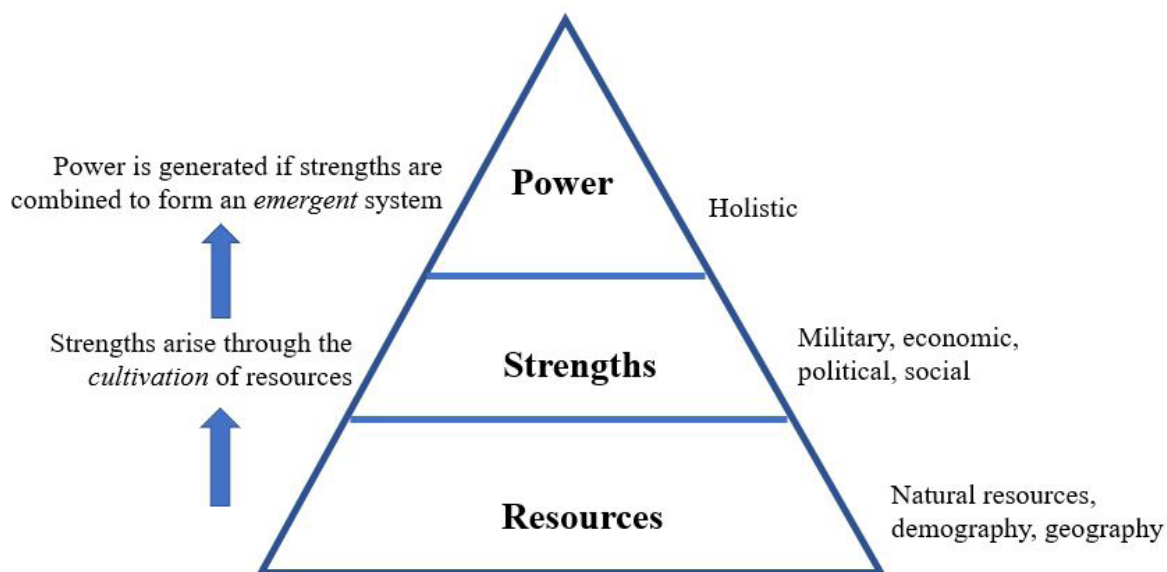 Power is generated if strengths are
combined to form an emergent system
Power
Holistic
Strengths arise through the
cultivation of resources
Strengths
Military, economic,
political, social
Resources
Natural resources,
demography, geography